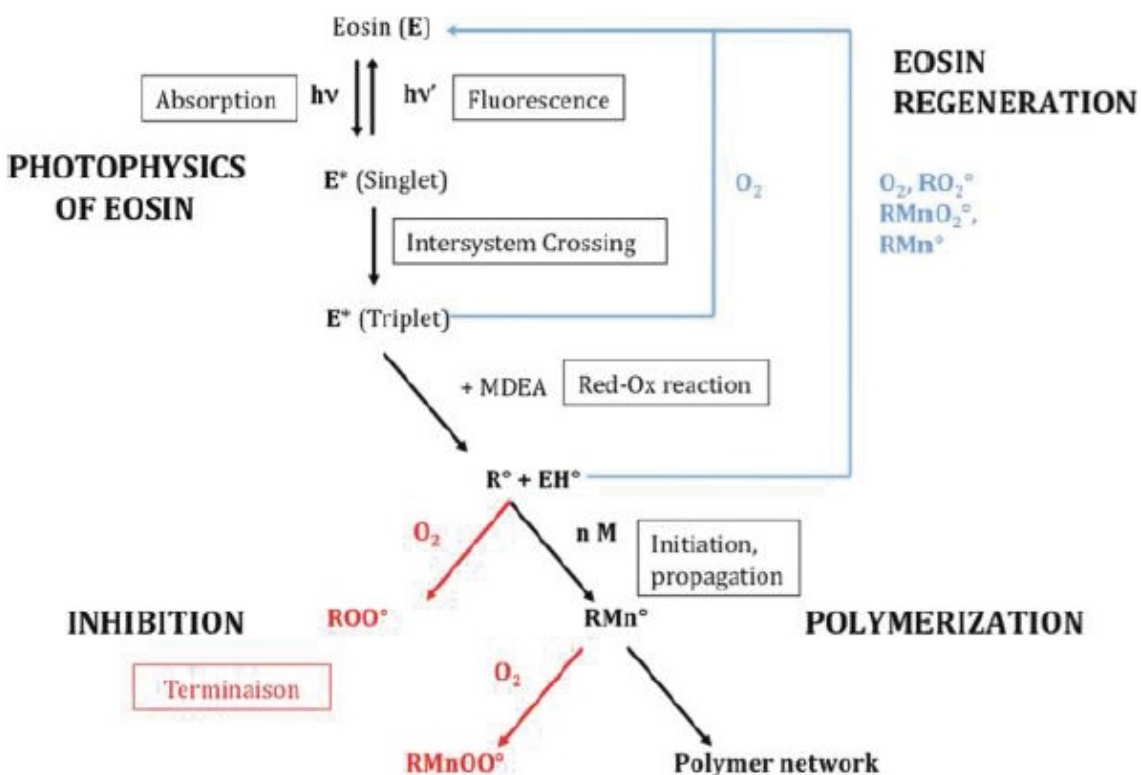 Eosin (E)
EOSIN
REGENERATION
Absorption
hν
hν'
Fluorescence
PHOTOPHYSICS
OF EOSIN
E* (Singlet)
O₂
O₂, RO₂°
RMnO₂°,
RMn°
Intersystem Crossing
E* (Triplet)
+ MDEA
Red-Ox reaction
R° + EH°
O₂
n M
Initiation,
propagation
INHIBITION
ROO°
RMn°
POLYMERIZATION
Terminaison
O₂
RMnOO°
Polymer network